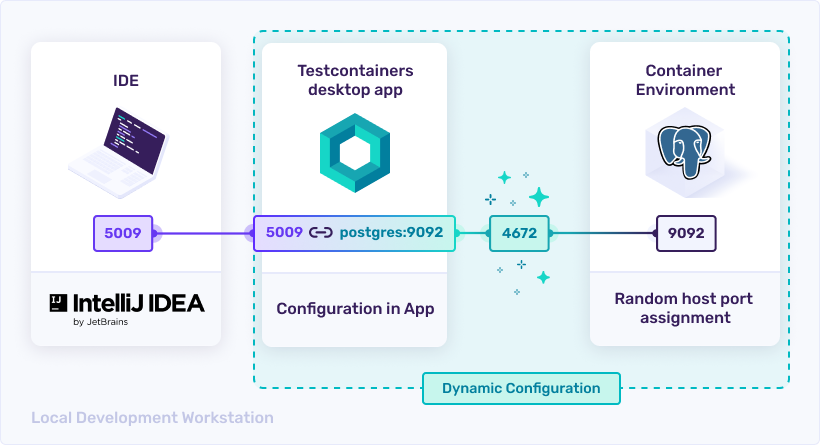 IDE
5009
IJ
IntelliJ IDEA
by JetBrains
Testcontainers
desktop app
5009 postgres:9092
Configuration in App
4672
Container
Environment
9092
Random host port
assignment
Dynamic Configuration
Local Development Workstation